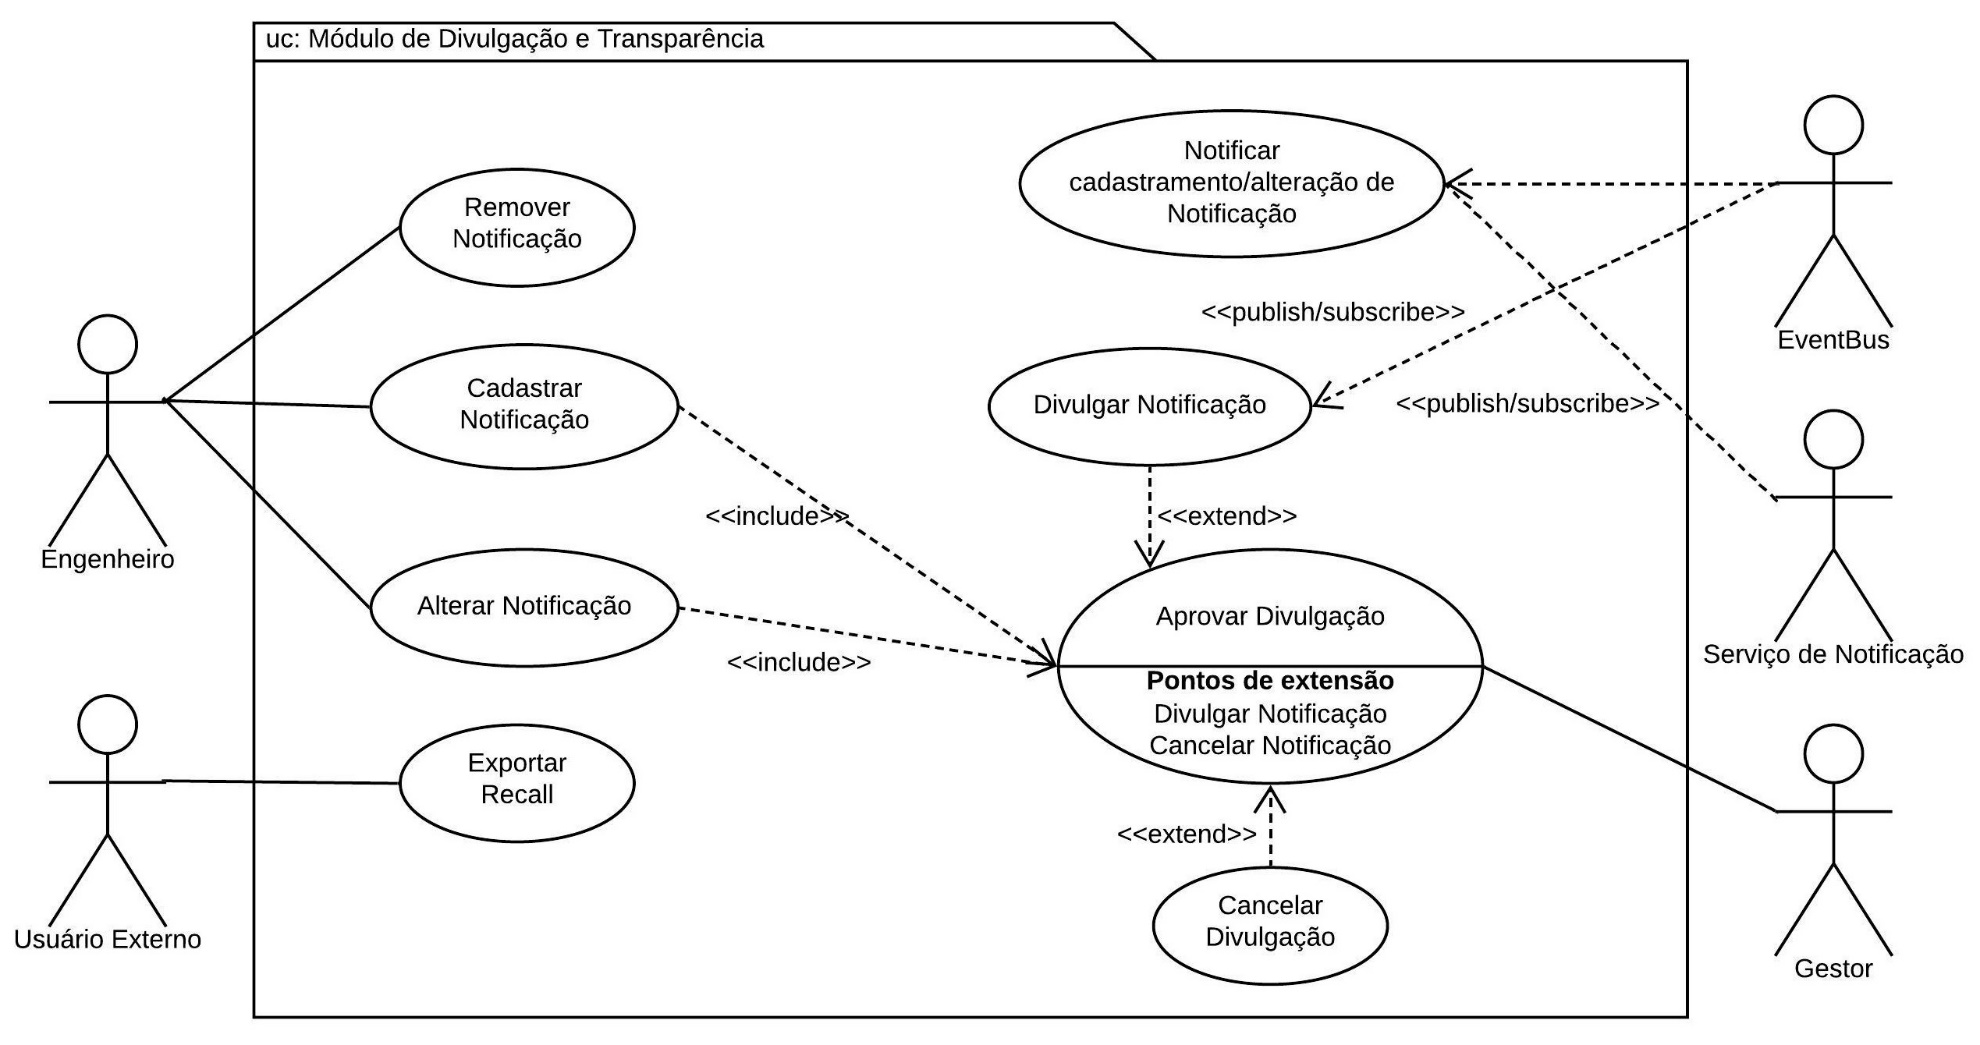 uc: Módulo de Divulgação e Transparência
Notificar
cadastramento/alteração de
Notificação
Remover
Notificação
<<publish/subscribe>>
EventBus
Cadastrar
Notificação
Divulgar Notificação
<<publish/subscribe>>
<<include>>
<<extend>>
Engenheiro
Alterar Notificação
Aprovar Divulgação
<<include>>
Serviço de Notificação
Pontos de extensão
Divulgar Notificação
Cancelar Notificação
Exportar
Recall
<<extend>>
Cancelar
Divulgação
Usuário Externo
Gestor